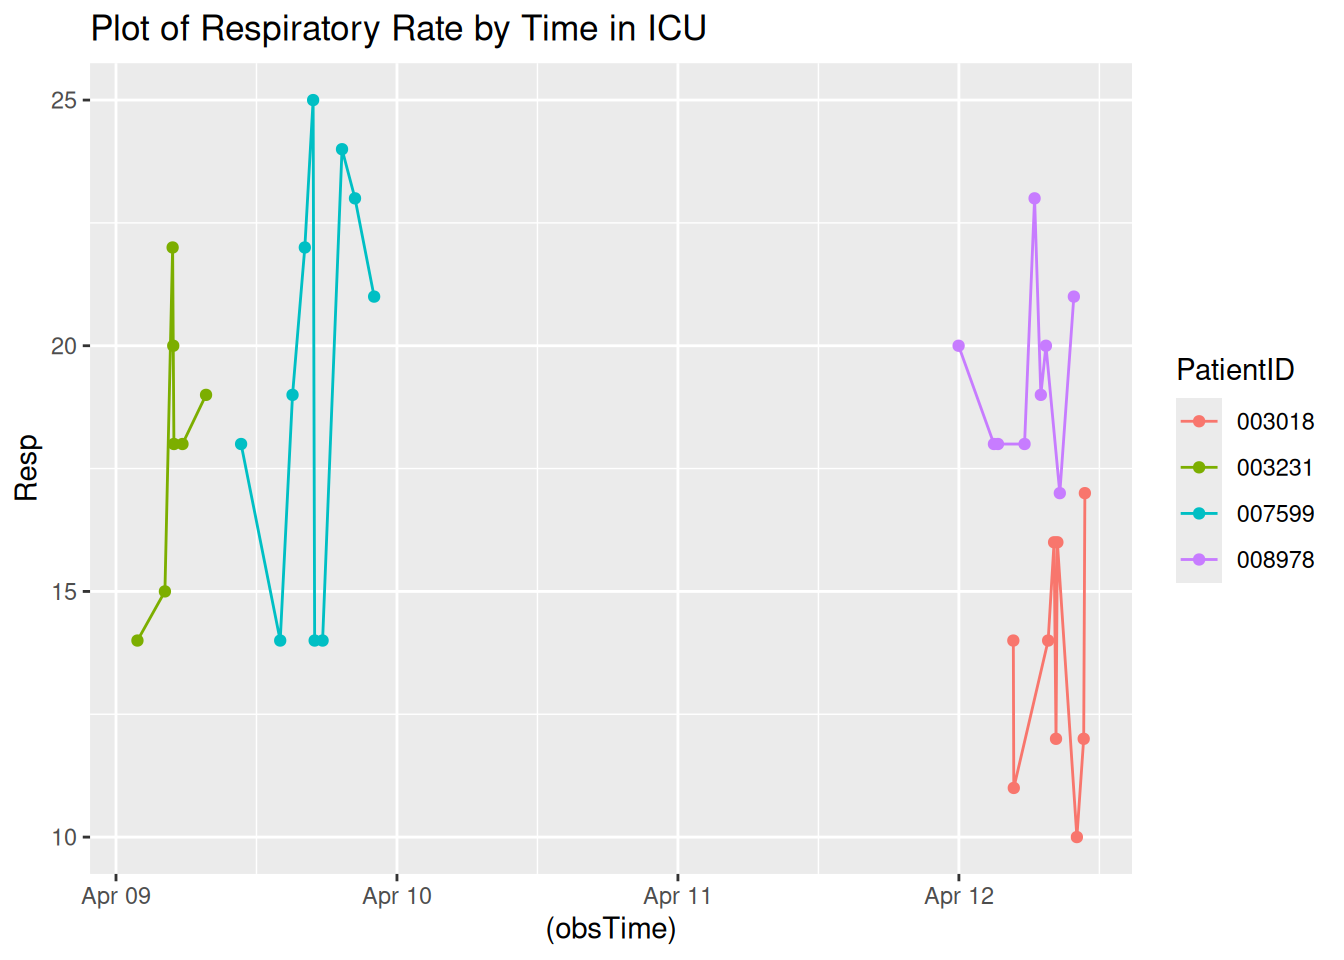 Plot of Respiratory Rate by Time in ICU
25
20
15
10
Resp
Apr 09 Apr 10 Apr 11 Apr 12
(obsTime)
PatientID
003018
003231
007599
008978